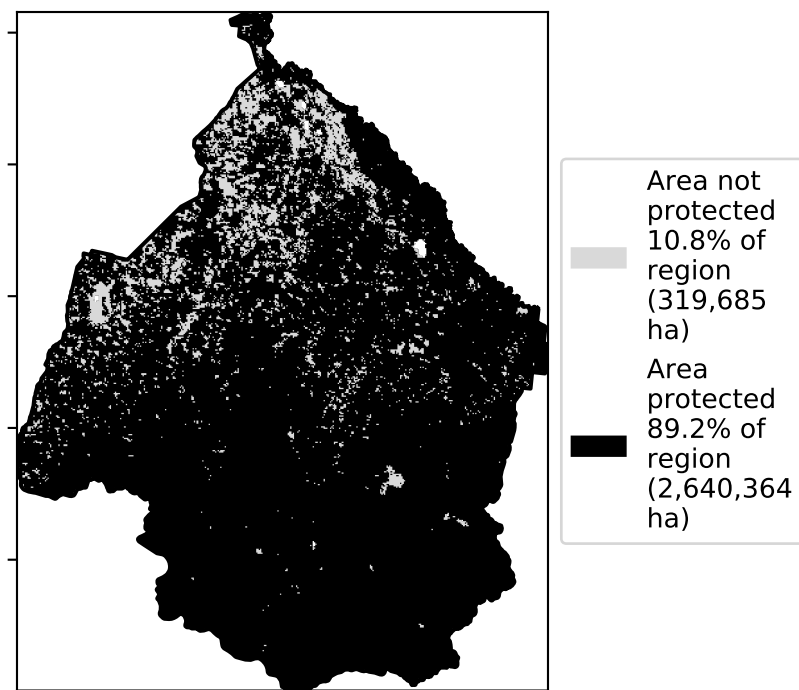 Area not
protected
10.8% of
region
(319,685
ha)
Area
protected
89.2% of
region
(2,640,364
ha)